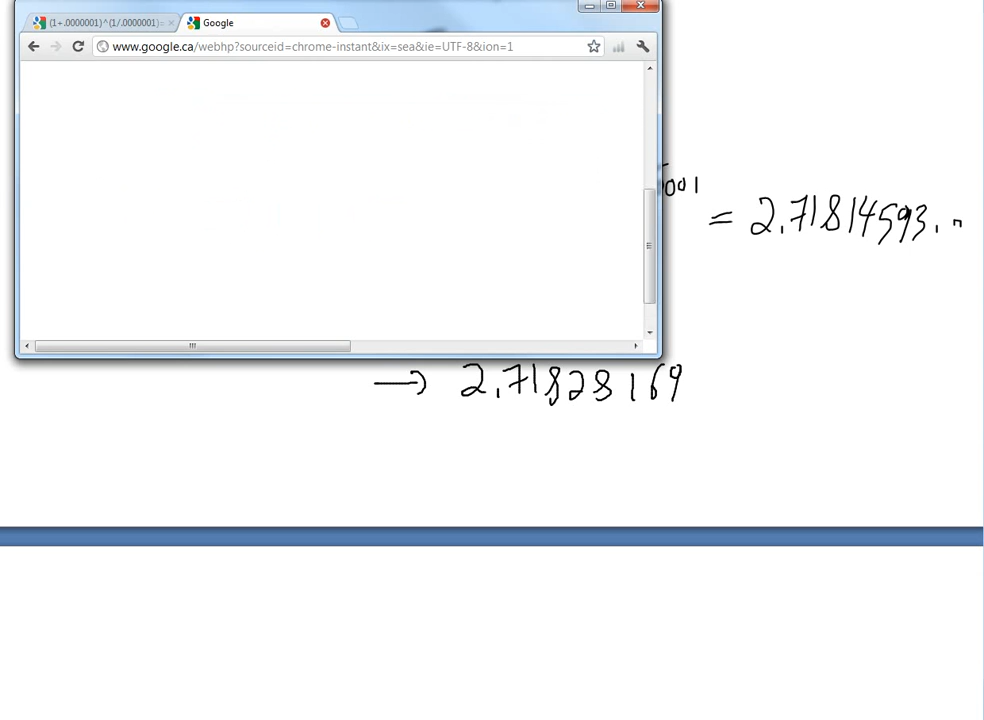 (1+.0000001)^(1/.0000001)=
Google
www.google.ca/webhp?sourceid=chrome-instant&ix=sea&ie=UTF-8&ion=1
001
= 2.71814593...
→ 2.71828169